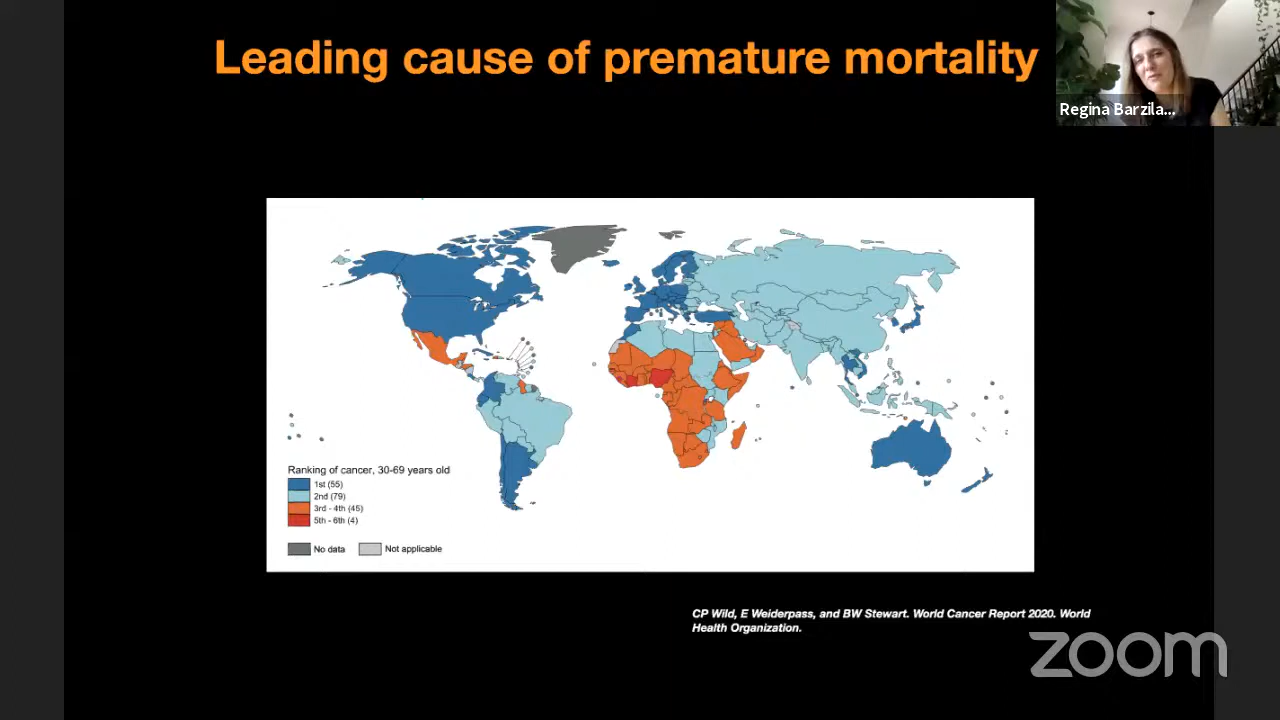 Leading cause of premature mortality
Regina Barzila...
Ranking of cancer, 30-69 years old
1st (55)
2nd (79)
3rd - 4th (45)
5th - 6th (4)
No data
Not applicable
CP Wild, E Weiderpass, and BW Stewart. World Cancer Report 2020. World
Health Organization.
zoom